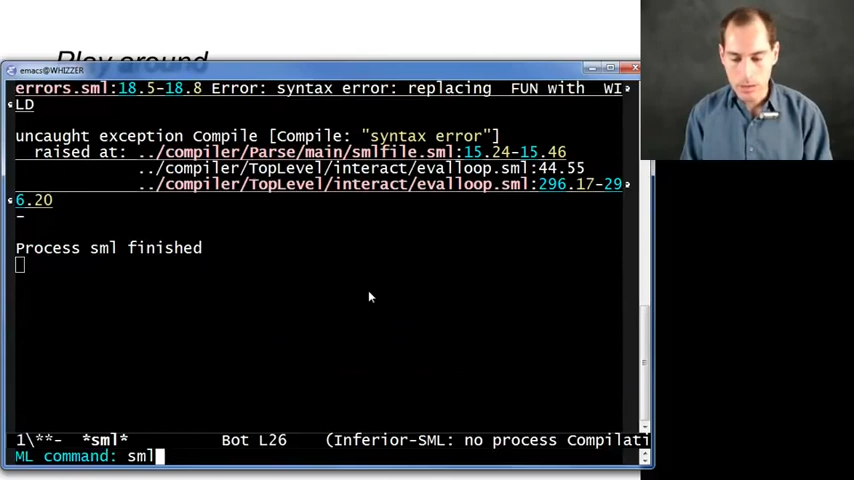 Play around
emacs@WHIZZER
errors.sml:18.5-18.8 Error: syntax error: replacing  FUN with  WI
LD
uncaught exception Compile [Compile: "syntax error"]
  raised at: ../compiler/Parse/main/smlfile.sml:15.24-15.46
             ../compiler/TopLevel/interact/evalloop.sml:44.55
             ../compiler/TopLevel/interact/evalloop.sml:296.17-29
6.20
-
Process sml finished
1\**-  *sml*            Bot L26    (Inferior-SML: no process Compilati
ML command: sml